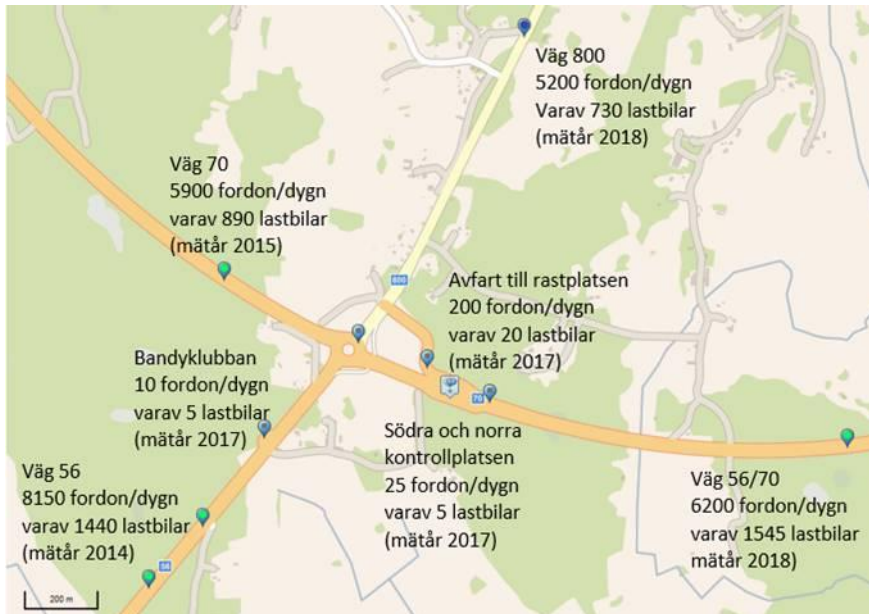 Väg 800
5200 fordon/dygn
Varav 730 lastbilar
(mätår 2018)
Väg 70
5900 fordon/dygn
varav 890 lastbilar
(mätår 2015)
800
Avfart till rastplatsen
200 fordon/dygn
varav 20 lastbilar
(mätår 2017)
Bandyklubban
10 fordon/dygn
varav 5 lastbilar
(mätår 2017)
70
Södra och norra
kontrollplatsen
25 fordon/dygn
varav 5 lastbilar
(mätår 2017)
Väg 56
8150 fordon/dygn
varav 1440 lastbilar
(mätår 2014)
56
Väg 56/70
6200 fordon/dygn
varav 1545 lastbilar
mätår 2018)
200 m